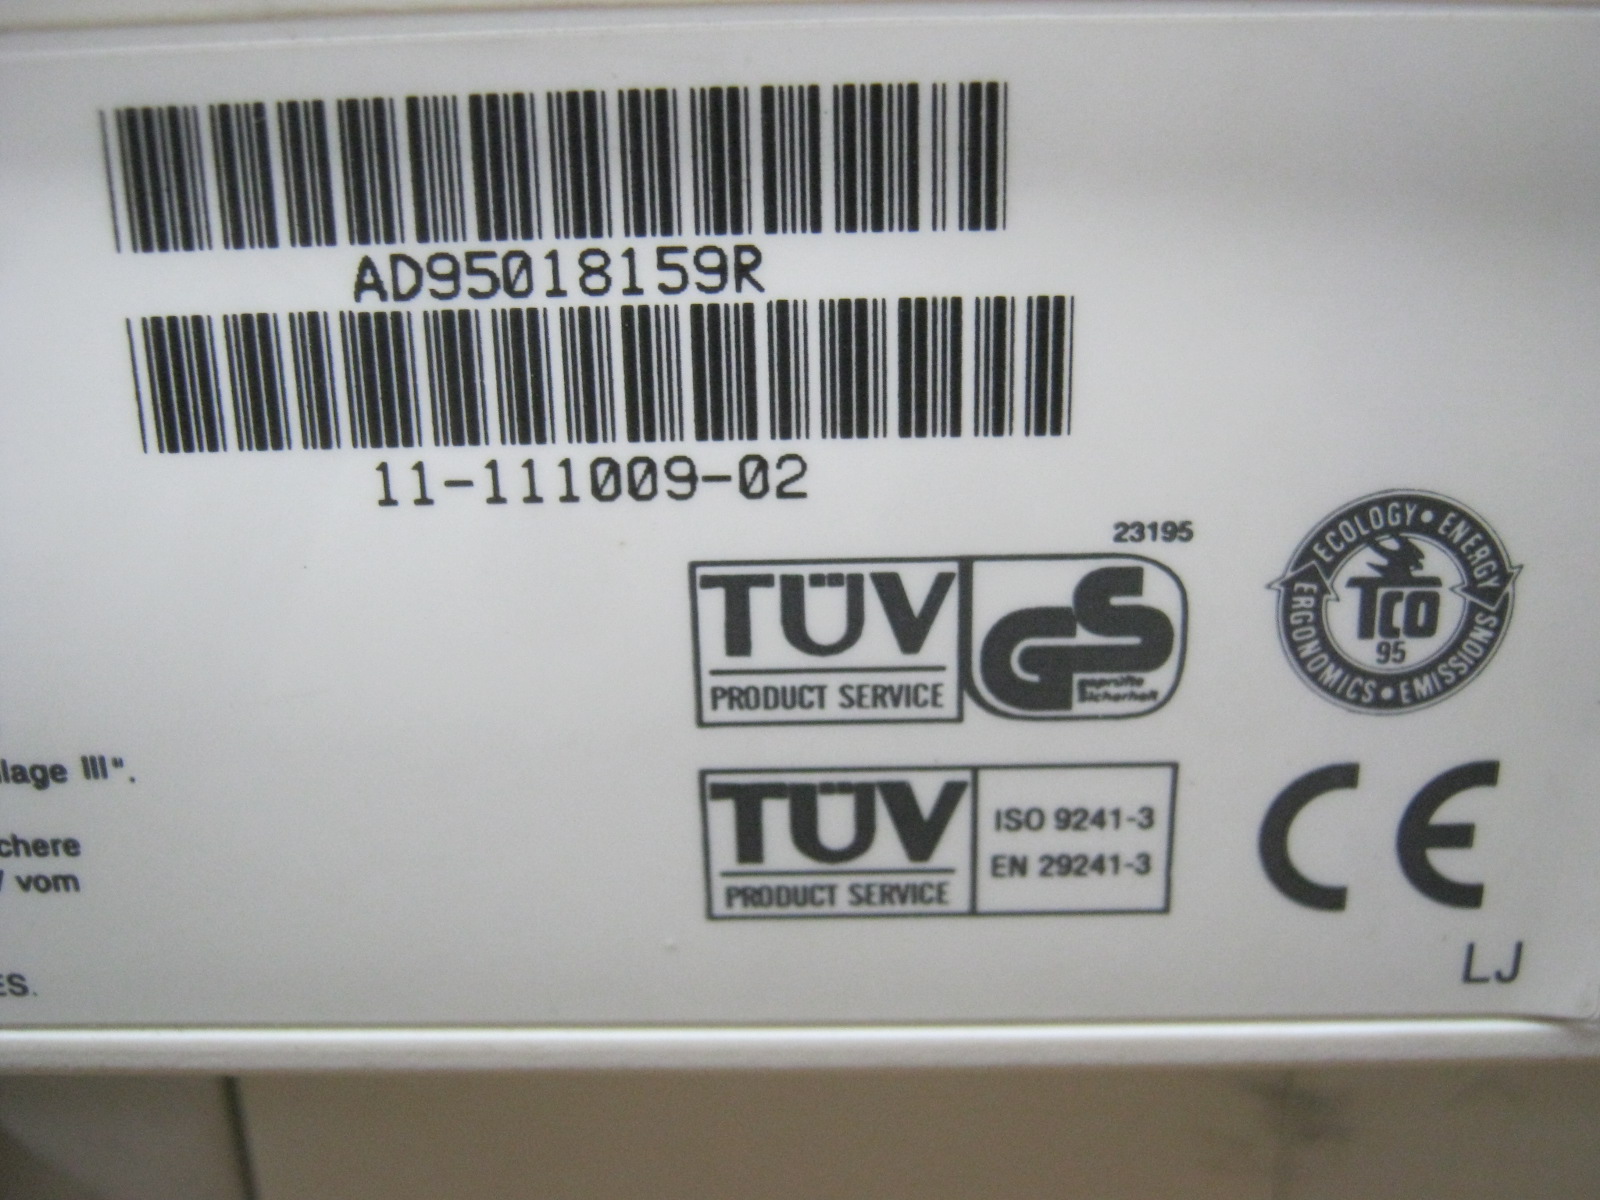 AD95018159R
11-111009-02
23195
TÜV
PRODUCT SERVICE
GS
geprüfte
Sicherheit
ECOLOGY • ENERGY
ERGONOMICS • EMISSIONS
TCO
95
lage III".
chere
vom
ES.
TÜV
PRODUCT SERVICE
ISO 9241-3
EN 29241-3
CE
LJ